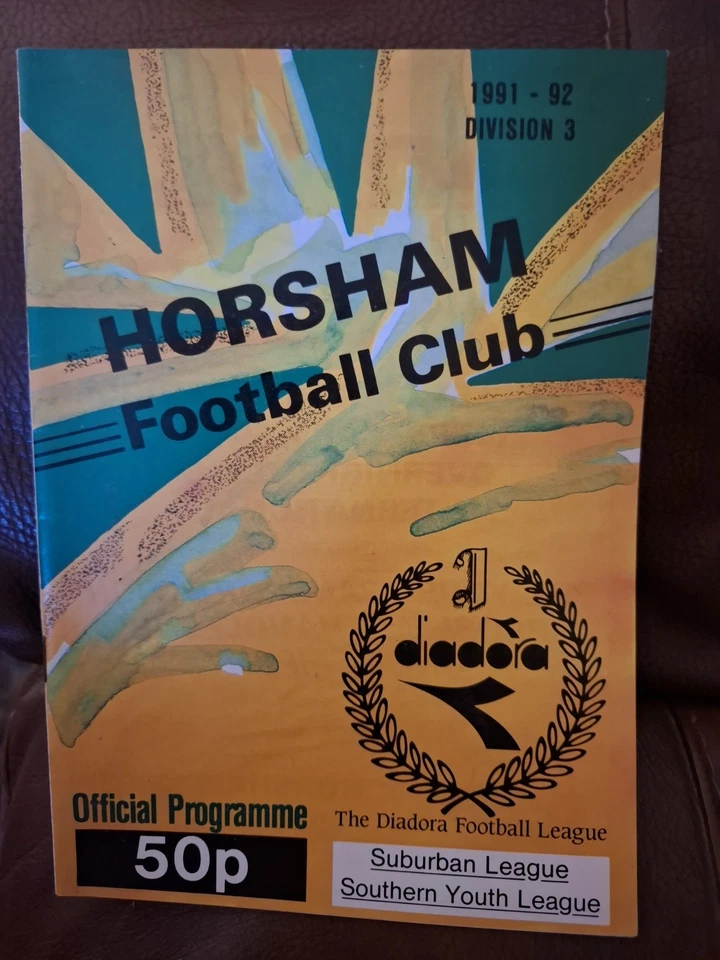 1991 - 92
DIVISION 3
HORSHAM
Football Club
diadora
The Diadora Football League
Official Programme
50p
Suburban League
Southern Youth League